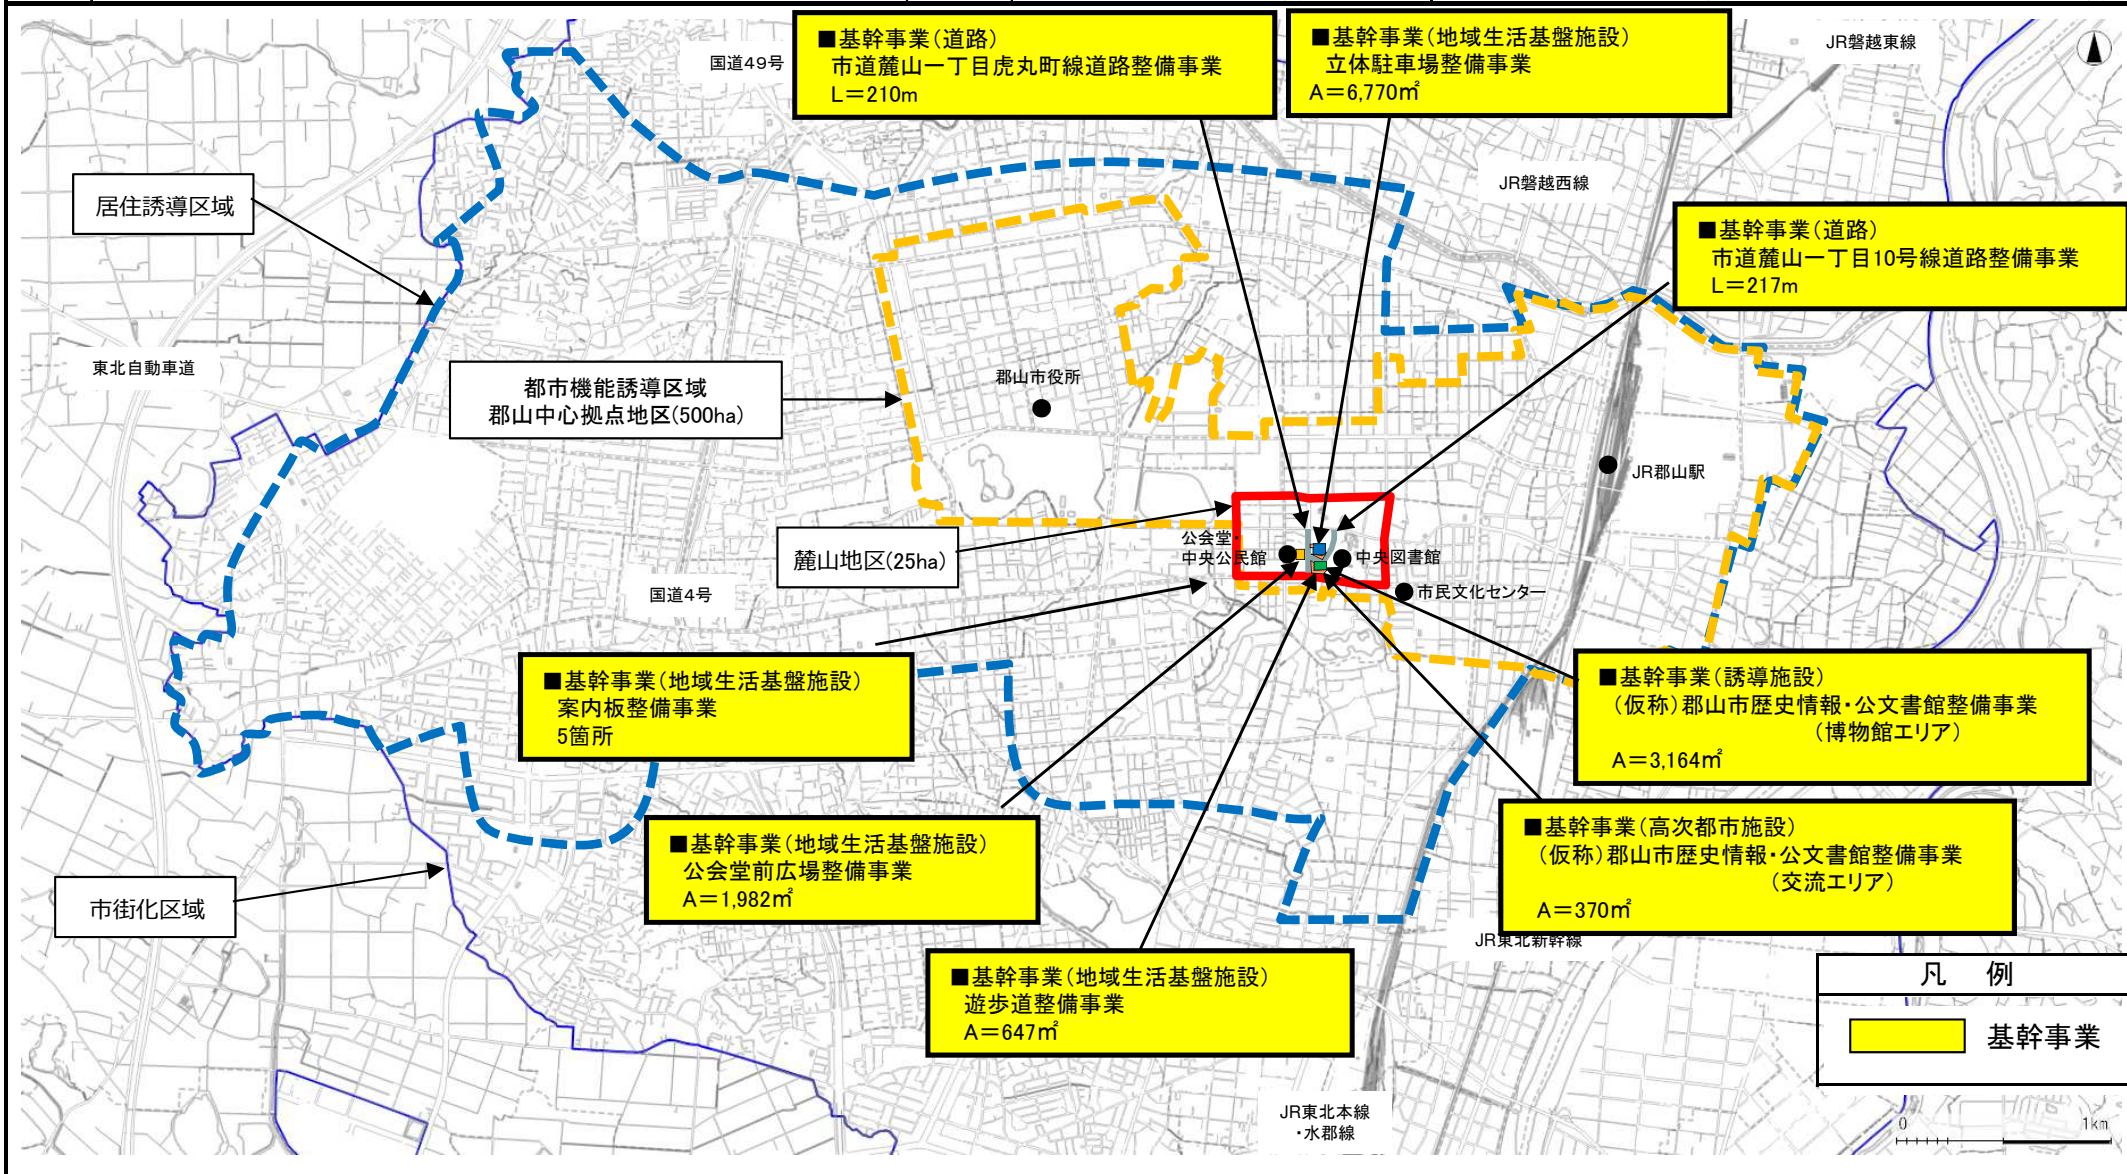 ■基幹事業(道路)
市道麓山一丁目虎丸町線道路整備事業
L=210m
■基幹事業(地域生活基盤施設)
立体駐車場整備事業
A=6,770㎡
国道49号
JR磐越東線
JR磐越西線
居住誘導区域
■基幹事業(道路)
市道麓山一丁目10号線道路整備事業
L=217m
東北自動車道
都市機能誘導区域
郡山中心拠点地区(500ha)
郡山市役所
JR郡山駅
麓山地区(25ha)
公会堂・
中央公民館
中央図書館
市民文化センター
国道4号
■基幹事業(地域生活基盤施設)
案内板整備事業
5箇所
■基幹事業(誘導施設)
(仮称)郡山市歴史情報・公文書館整備事業
(博物館エリア)
A=3,164㎡
■基幹事業(地域生活基盤施設)
公会堂前広場整備事業
A=1,982㎡
■基幹事業(高次都市施設)
(仮称)郡山市歴史情報・公文書館整備事業
(交流エリア)
A=370㎡
市街化区域
JR東北新幹線
■基幹事業(地域生活基盤施設)
遊歩道整備事業
A=647㎡
凡 例
基幹事業
JR東北本線
・水郡線
0 1km